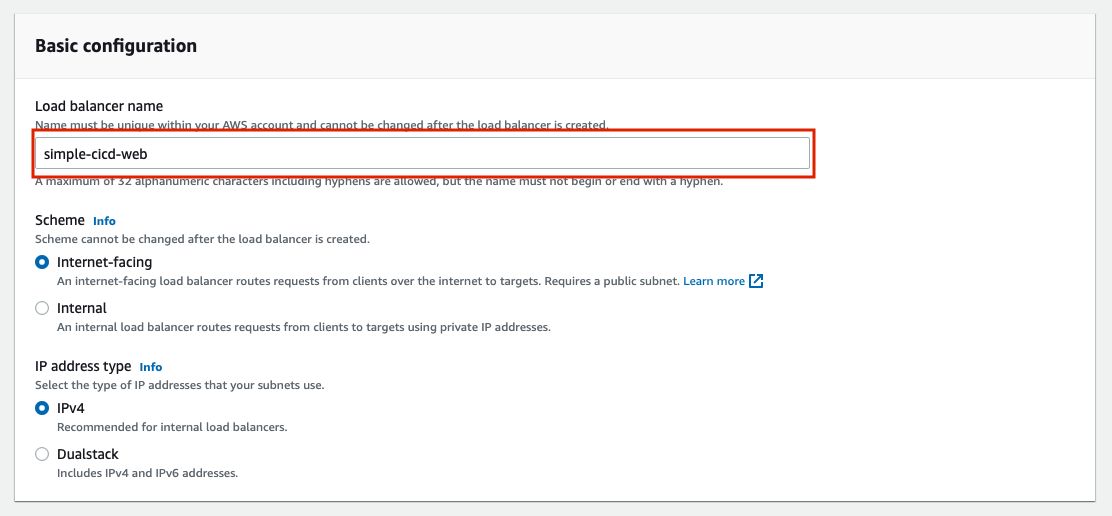 Basic configuration
Load balancer name
Name must be unique within your AWS account and cannot be changed after the load balancer is created.
simple-cicd-web
A maximum of 32 alphanumeric characters including hyphens are allowed, but the name must not begin or end with a hyphen.
Scheme Info
Scheme cannot be changed after the load balancer is created.
Internet-facing
An internet-facing load balancer routes requests from clients over the internet to targets. Requires a public subnet. Learn more
Internal
An internal load balancer routes requests from clients to targets using private IP addresses.
IP address type Info
Select the type of IP addresses that your subnets use.
IPv4
Recommended for internal load balancers.
Dualstack
Includes IPv4 and IPv6 addresses.